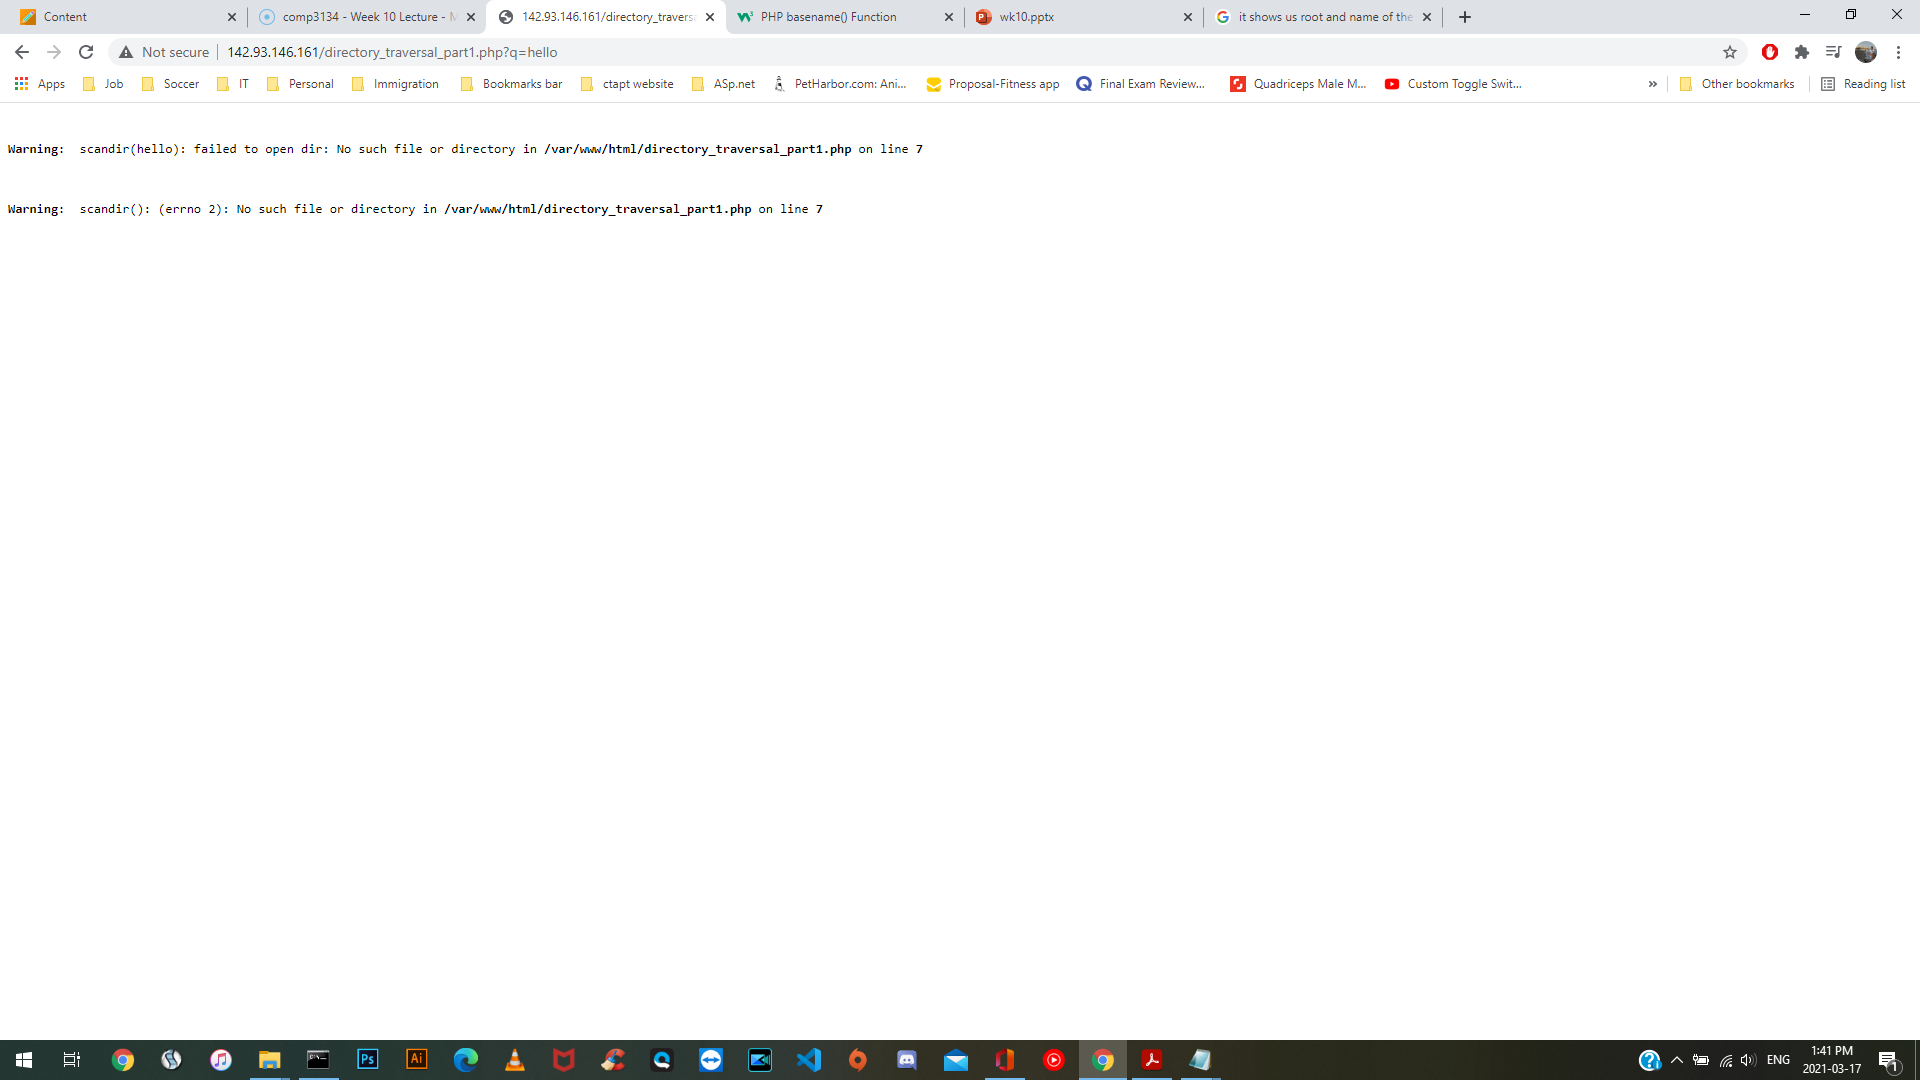 Content
comp3134 - Week 10 Lecture - M
142.93.146.161/directory_travers
PHP basename() Function
wk10.pptx
it shows us root and name of the
Not secure
142.93.146.161/directory_traversal_part1.php?q=hello
Apps
Job
Soccer
IT
Personal
Immigration
Bookmarks bar
ctapt website
ASp.net
PetHarbor.com: Ani...
Proposal-Fitness app
Final Exam Review...
Quadriceps Male M...
Custom Toggle Swit...
»
Other bookmarks
Reading list
Warning:  scandir(hello): failed to open dir: No such file or directory in /var/www/html/directory_traversal_part1.php on line 7
Warning:  scandir(): (errno 2): No such file or directory in /var/www/html/directory_traversal_part1.php on line 7
Ps
Ai
ENG
1:41 PM
2021-03-17
1